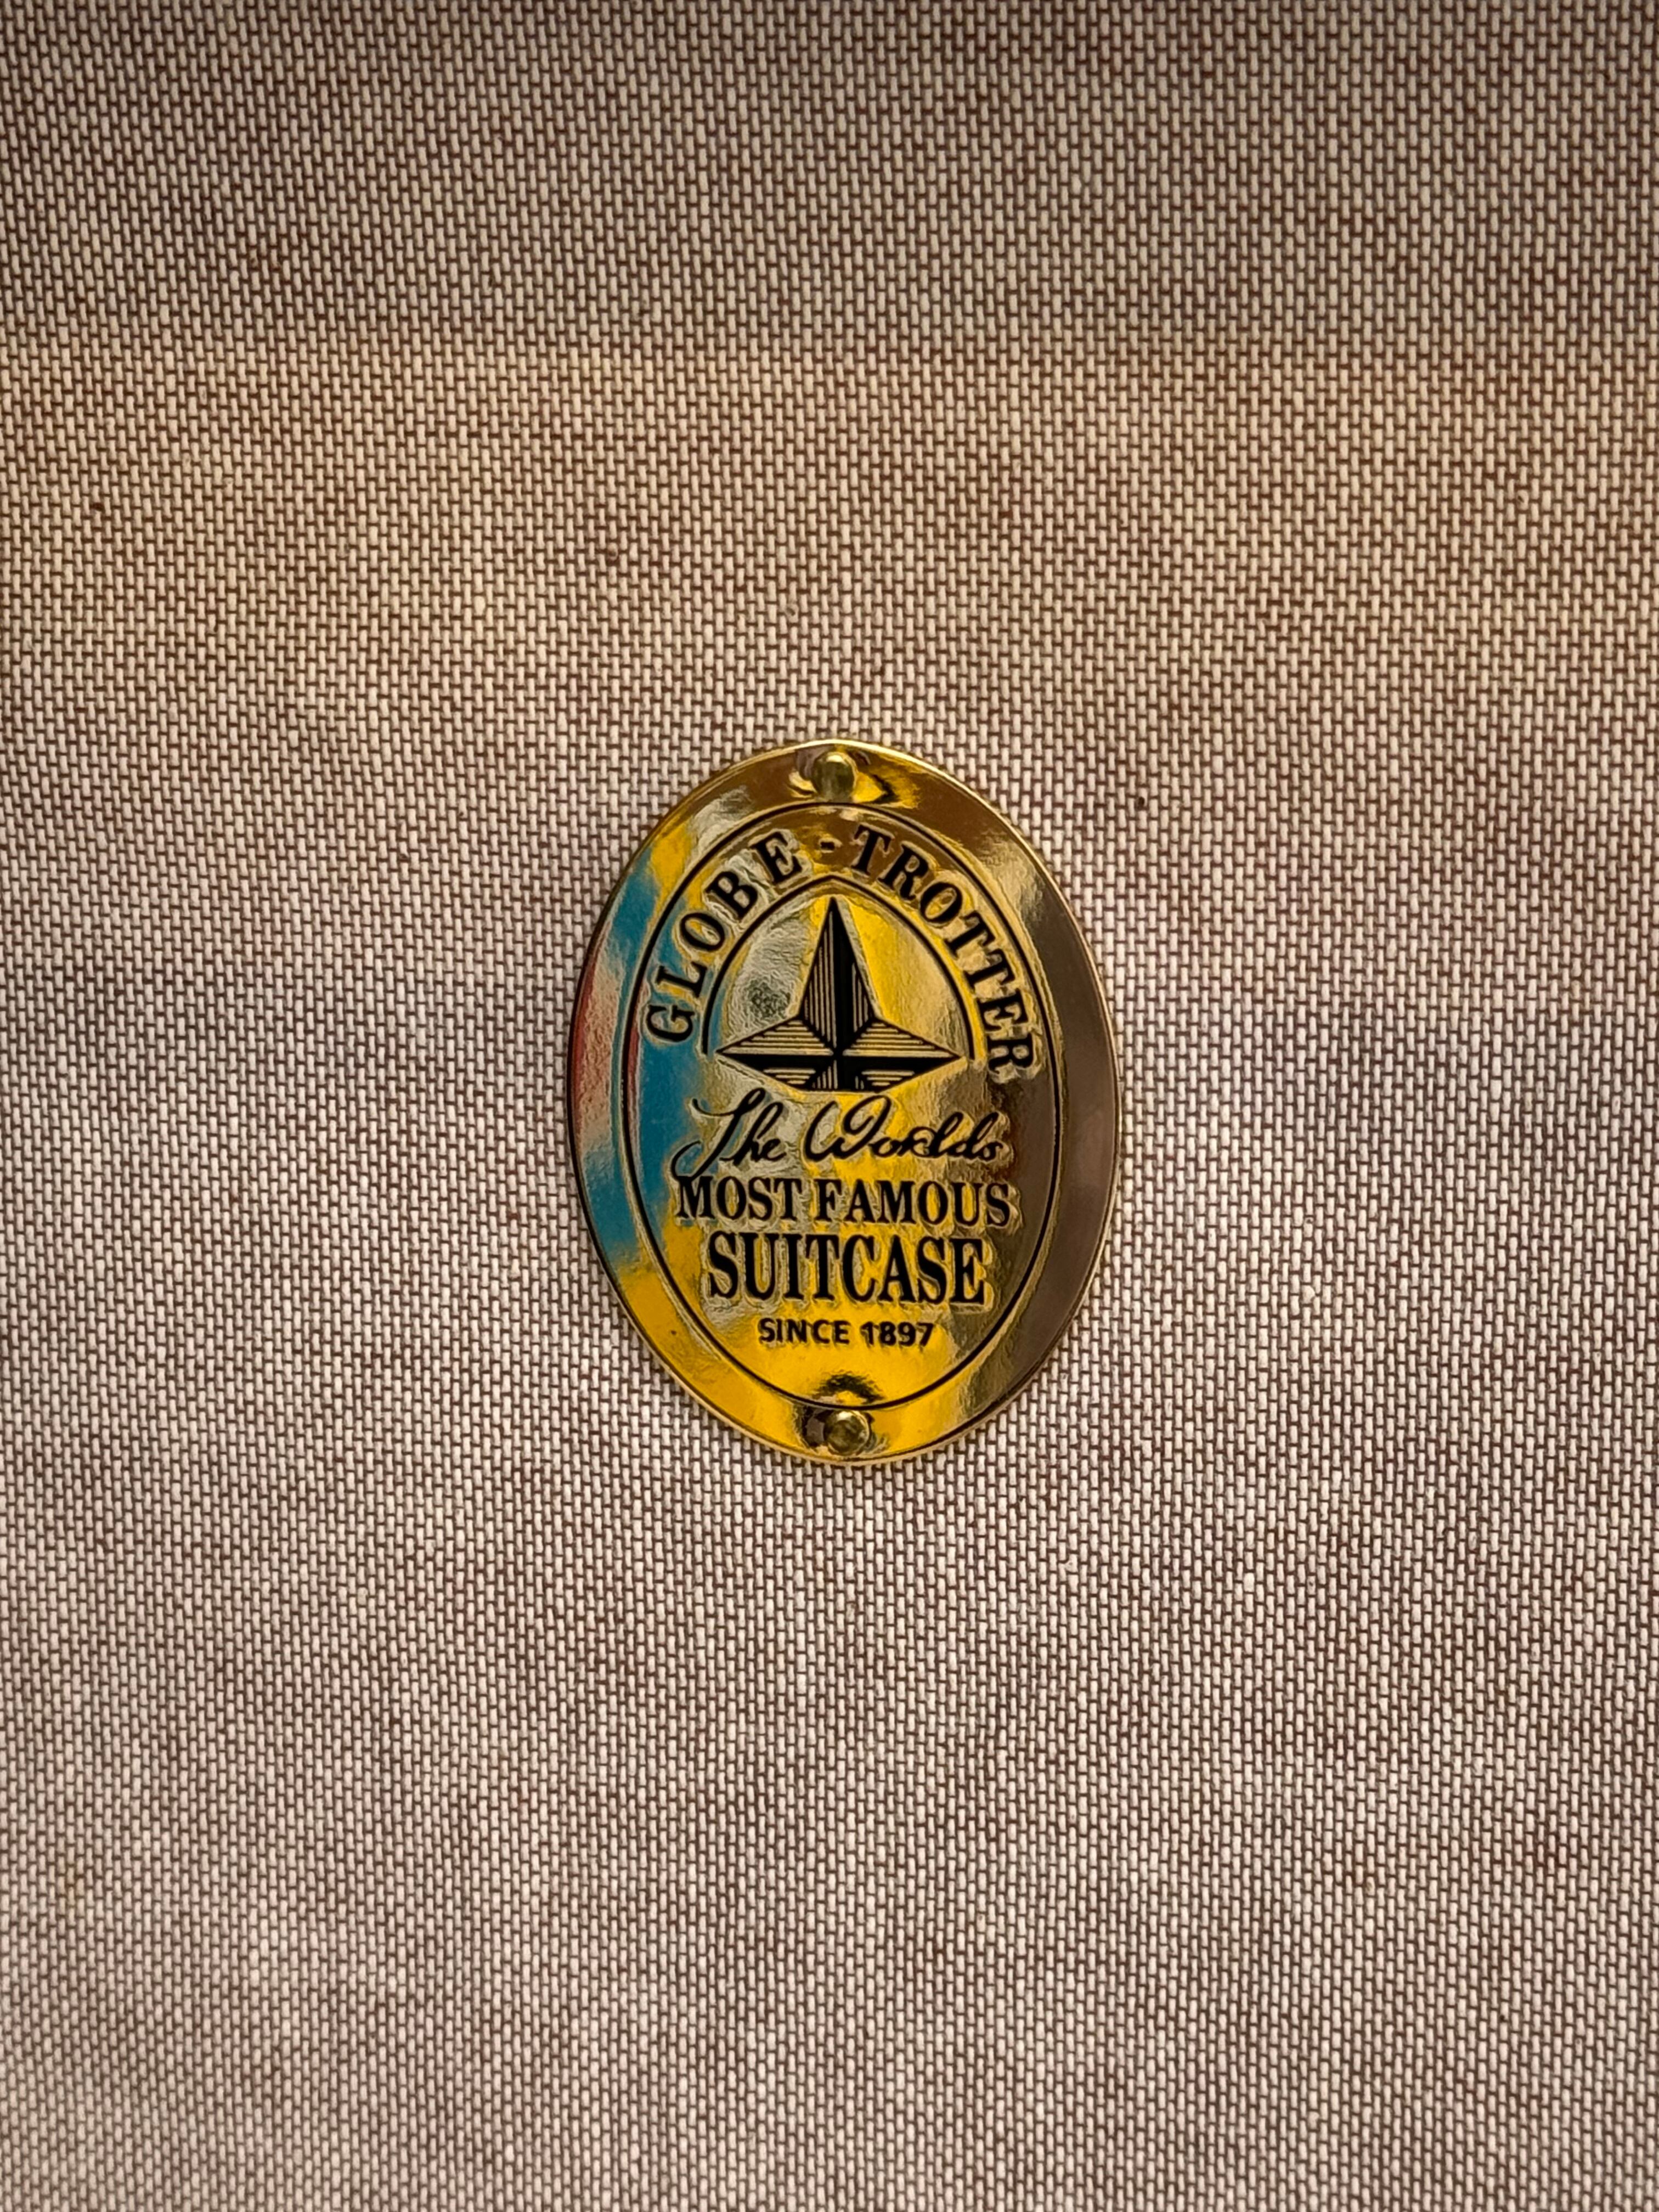 GLOBE-TROTTER
The Worlds
MOST FAMOUS
SUITCASE
SINCE 1897